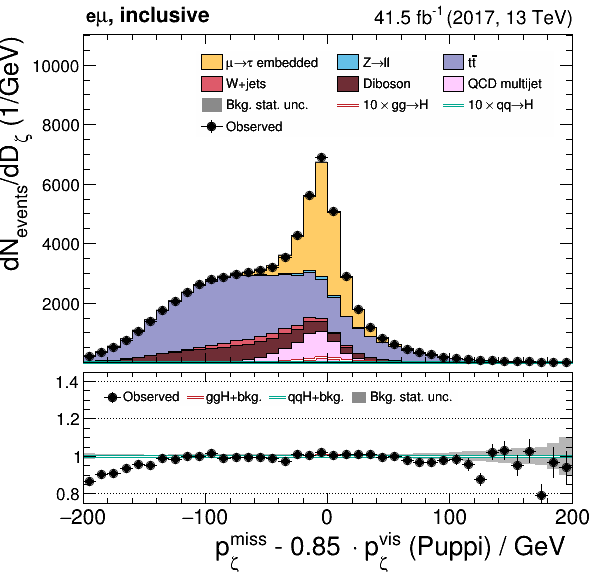 eμ, inclusive 41.5 fb⁻¹ (2017, 13 TeV)
dN_events/dD_ζ (1/GeV)
10000
8000
6000
4000
2000
μ→τ embedded Z→ll tt̄
W+jets Diboson QCD multijet
Bkg. stat. unc. 10 × gg→H 10 × qq→H
Observed
1.4
1.2
1
0.8
Observed ggH+bkg. qqH+bkg. Bkg. stat. unc.
−200 −100 0 100 200
p_ζ^miss - 0.85 · p_ζ^vis (Puppi) / GeV